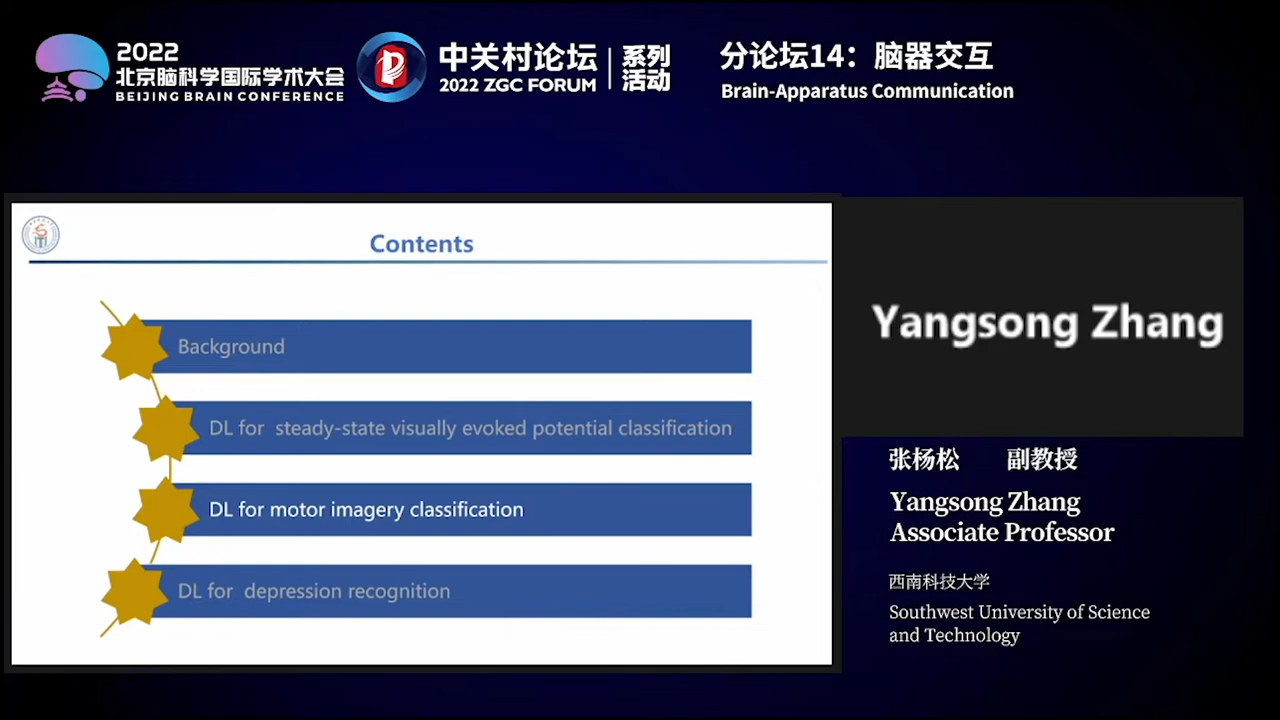 2022
北京脑科学国际学术大会
BEIJING BRAIN CONFERENCE
中关村论坛
2022 ZGC FORUM
系列
活动
分论坛14：脑器交互
Brain-Apparatus Communication
Contents
Background
DL for steady-state visually evoked potential classification
DL for motor imagery classification
DL for depression recognition
Yangsong Zhang
张杨松 副教授
Yangsong Zhang
Associate Professor
西南科技大学
Southwest University of Science
and Technology